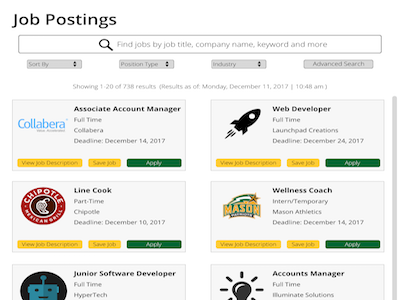 Job Postings
Find jobs by job title, company name, keyword and more
Sort By
Position Type
Industry
Advanced Search
Showing 1-20 of 738 results (Results as of: Monday, December 11, 2017 | 10:48 am )
Collabera
Associate Account Manager
Full Time
Collabera
Deadline: December 14, 2017
View Job Description
Save Job
Apply
Web Developer
Full Time
Launchpad Creations
Deadline: December 24, 2017
View Job Description
Save Job
Apply
CHIPOTLE
MEXICAN GRILL
Line Cook
Part-Time
Chipotle
Deadline: December 10, 2017
View Job Description
Save Job
Apply
MASON
Wellness Coach
Intern/Temporary
Mason Athletics
Deadline: December 14, 2017
View Job Description
Save Job
Apply
Junior Software Developer
Full Time
HyperTech
Accounts Manager
Full Time
Illuminate Solutions